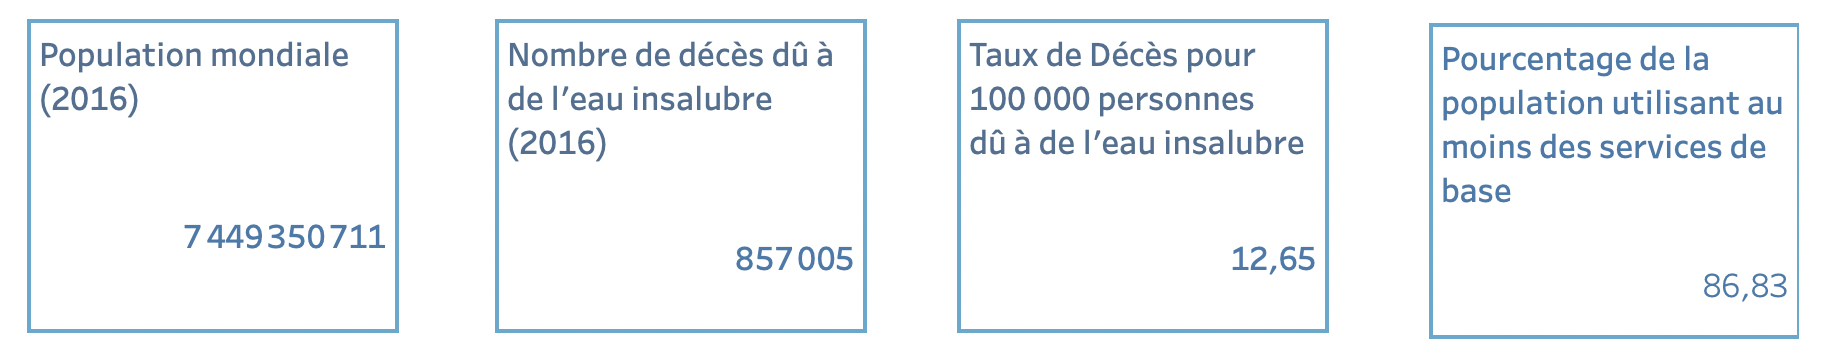 Population mondiale
(2016)
7 449 350 711
Nombre de décès dû à
de l'eau insalubre
(2016)
857 005
Taux de Décès pour
100 000 personnes
dû à de l'eau insalubre
12,65
Pourcentage de la
population utilisant au
moins des services de
base
86,83